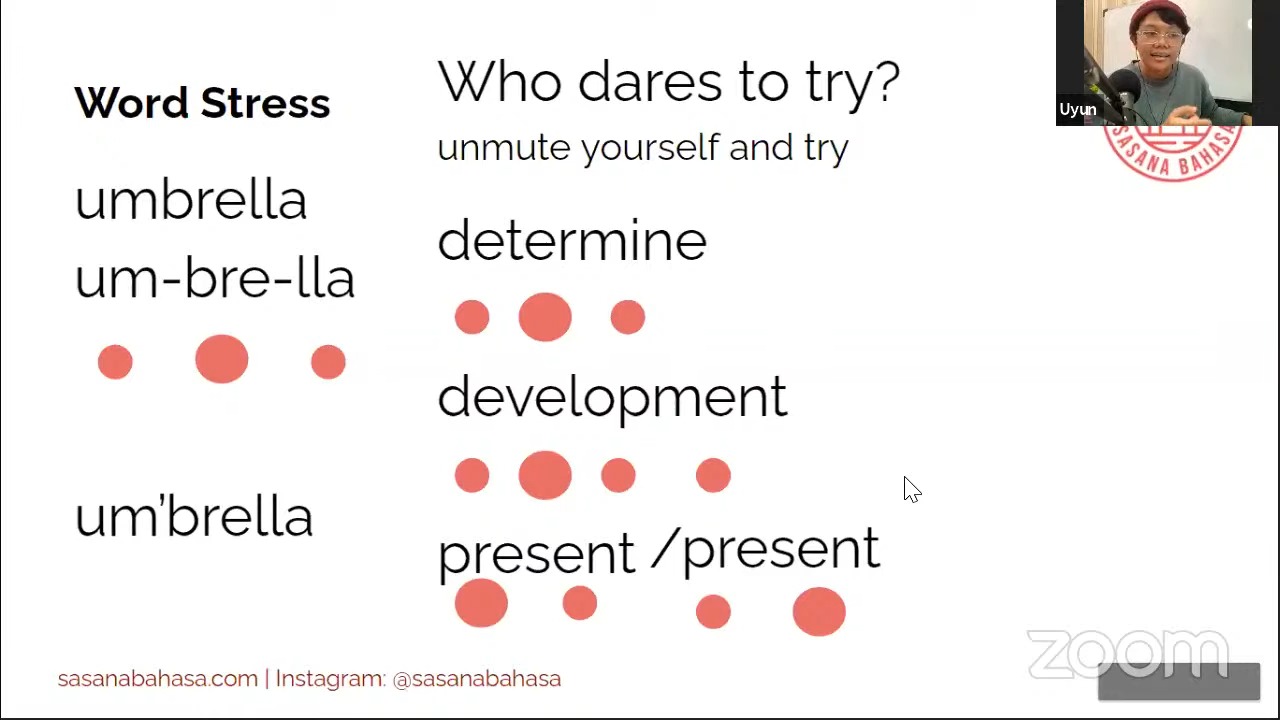 Word Stress
umbrella
um-bre-lla
um’brella
Who dares to try?
unmute yourself and try
determine
development
present /present
sasanabahasa.com | Instagram: @sasanabahasa
Uyun
SASANA BAHASA
zoom